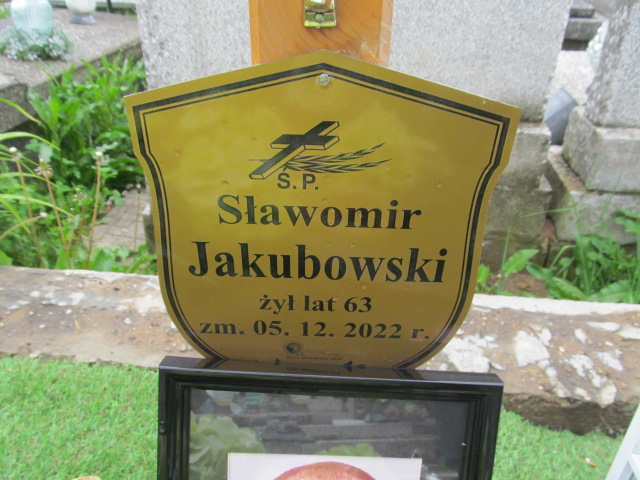 Ś.P.
Sławomir
Jakubowski
żył lat 63
zm. 05. 12. 2022 r.